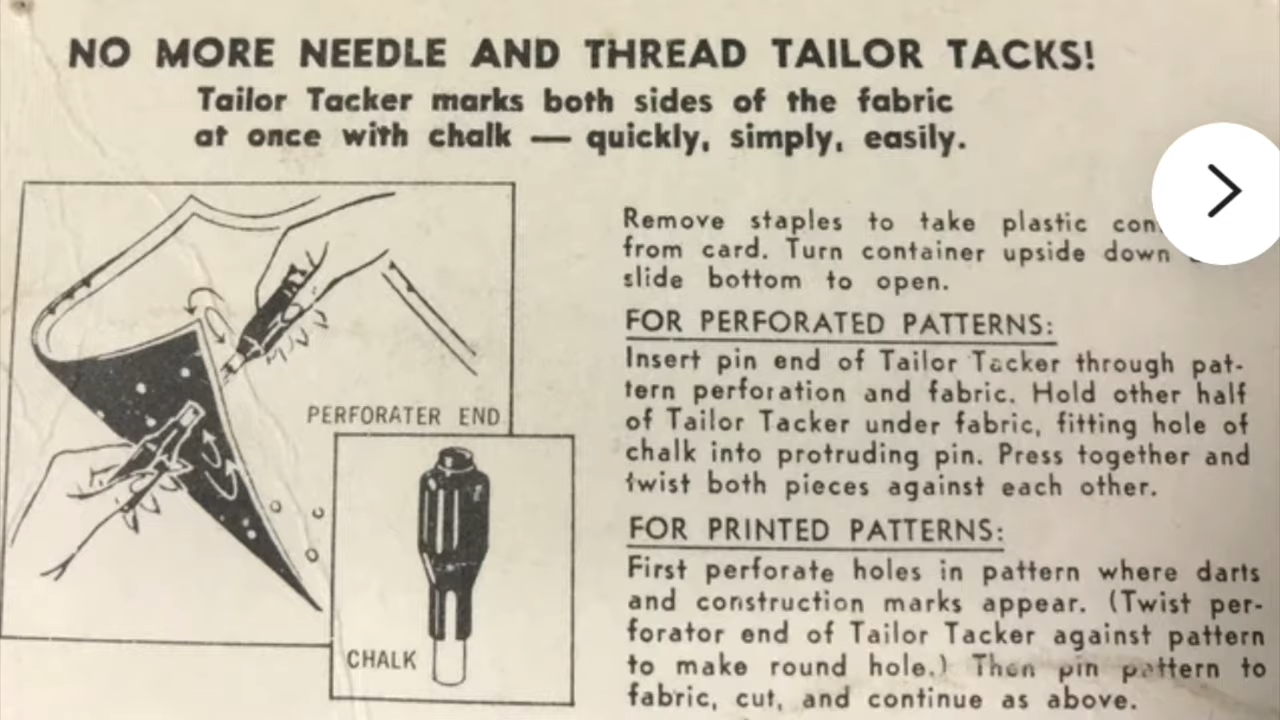 NO MORE NEEDLE AND THREAD TAILOR TACKS!
Tailor Tacker marks both sides of the fabric
at once with chalk — quickly, simply, easily.
PERFORATER END
CHALK
Remove staples to take plastic
from card. Turn container upside down
slide bottom to open.
FOR PERFORATED PATTERNS:
Insert pin end of Tailor Tacker through pat-
tern perforation and fabric. Hold other half
of Tailor Tacker under fabric, fitting hole of
chalk into protruding pin. Press together and
twist both pieces against each other.
FOR PRINTED PATTERNS:
First perforate holes in pattern where darts
and construction marks appear. (Twist per-
forator end of Tailor Tacker against pattern
to make round hole.) Then pin pattern to
fabric, cut, and continue as above.